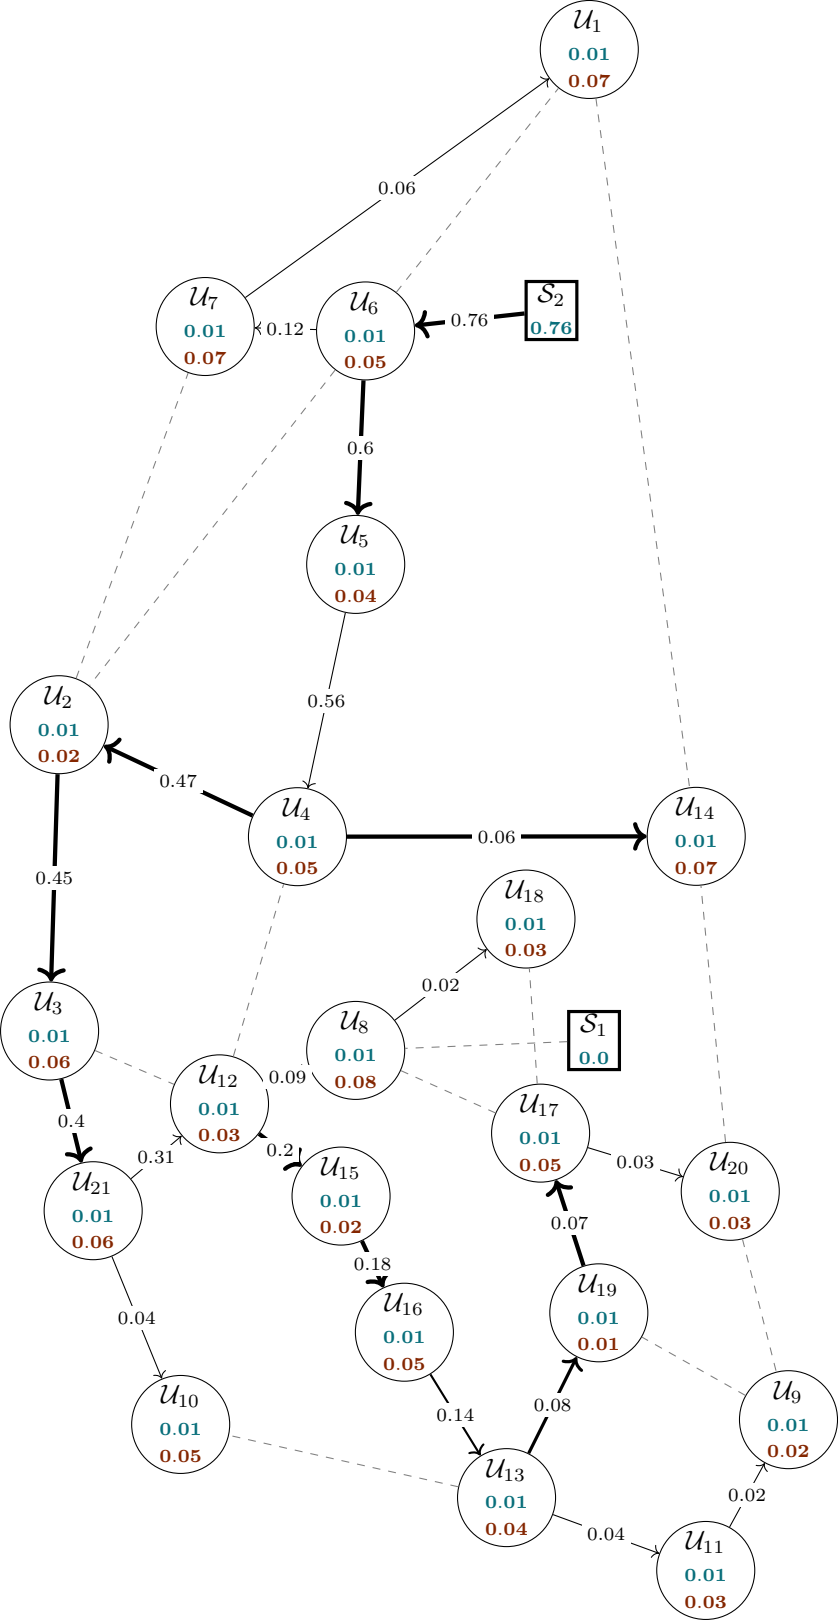 𝒰₁
0.01
0.07
0.06
𝒰₇
0.01
0.07
0.12
𝒰₆
0.01
0.05
0.76
𝒮₂
0.76
0.6
𝒰₅
0.01
0.04
0.56
𝒰₂
0.01
0.02
0.47
𝒰₄
0.01
0.05
0.06
𝒰₁₄
0.01
0.07
0.45
𝒰₁₈
0.01
0.03
0.02
𝒰₃
0.01
0.06
𝒰₈
0.01
0.08
𝒮₁
0.0
𝒰₁₂
0.01
0.03
0.09
𝒰₁₇
0.01
0.05
0.4
0.31
0.2
0.03
𝒰₂₁
0.01
0.06
𝒰₁₅
0.01
0.02
𝒰₂₀
0.01
0.03
0.07
0.18
0.04
𝒰₁₆
0.01
0.05
𝒰₁₉
0.01
0.01
𝒰₁₀
0.01
0.05
0.14
0.08
𝒰₉
0.01
0.02
𝒰₁₃
0.01
0.04
0.02
0.04
𝒰₁₁
0.01
0.03